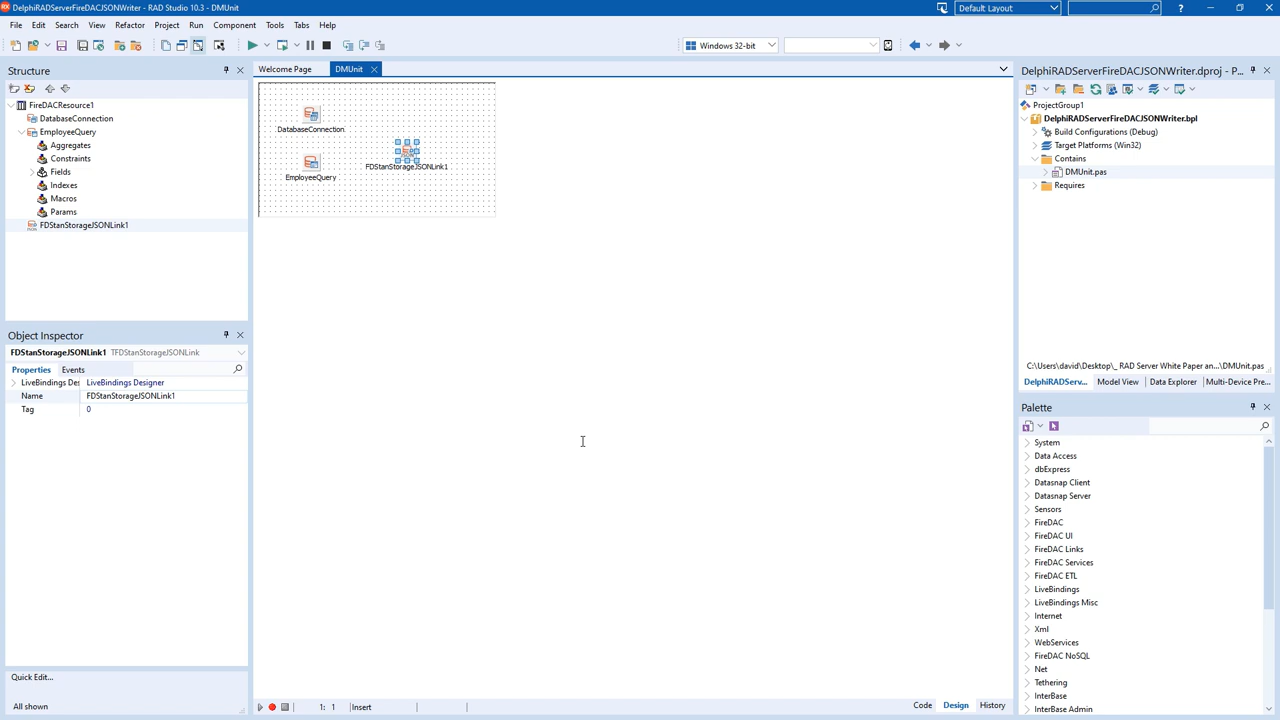 DelphiRADServerFireDACJSONWriter - RAD Studio 10.3 - DMUnit
Default Layout
File Edit Search View Refactor Project Run Component Tools Tabs Help
Windows 32-bit
Structure
FireDACResource1
DatabaseConnection
EmployeeQuery
Aggregates
Constraints
Fields
Indexes
Macros
Params
FDStanStorageJSONLink1
Object Inspector
FDStanStorageJSONLink1 TFDStanStorageJSONLink
Properties Events
LiveBindings Des LiveBindings Designer
Name FDStanStorageJSONLink1
Tag 0
Quick Edit...
All shown
Welcome Page DMUnit
DatabaseConnection
FDStanStorageJSONLink1
EmployeeQuery
1: 1 Insert
Code Design History
DelphiRADServerFireDACJSONWriter.dproj - P...
ProjectGroup1
DelphiRADServerFireDACJSONWriter.bpl
Build Configurations (Debug)
Target Platforms (Win32)
Contains
DMUnit.pas
Requires
C:\Users\david\Desktop\_ RAD Server White Paper an...\DMUnit.pas
DelphiRADServ... Model View Data Explorer Multi-Device Pre...
Palette
System
Data Access
dbExpress
Datasnap Client
Datasnap Server
Sensors
FireDAC
FireDAC UI
FireDAC Links
FireDAC Services
FireDAC ETL
LiveBindings
LiveBindings Misc
Internet
Xml
WebServices
FireDAC NoSQL
Net
Tethering
InterBase
InterBase Admin